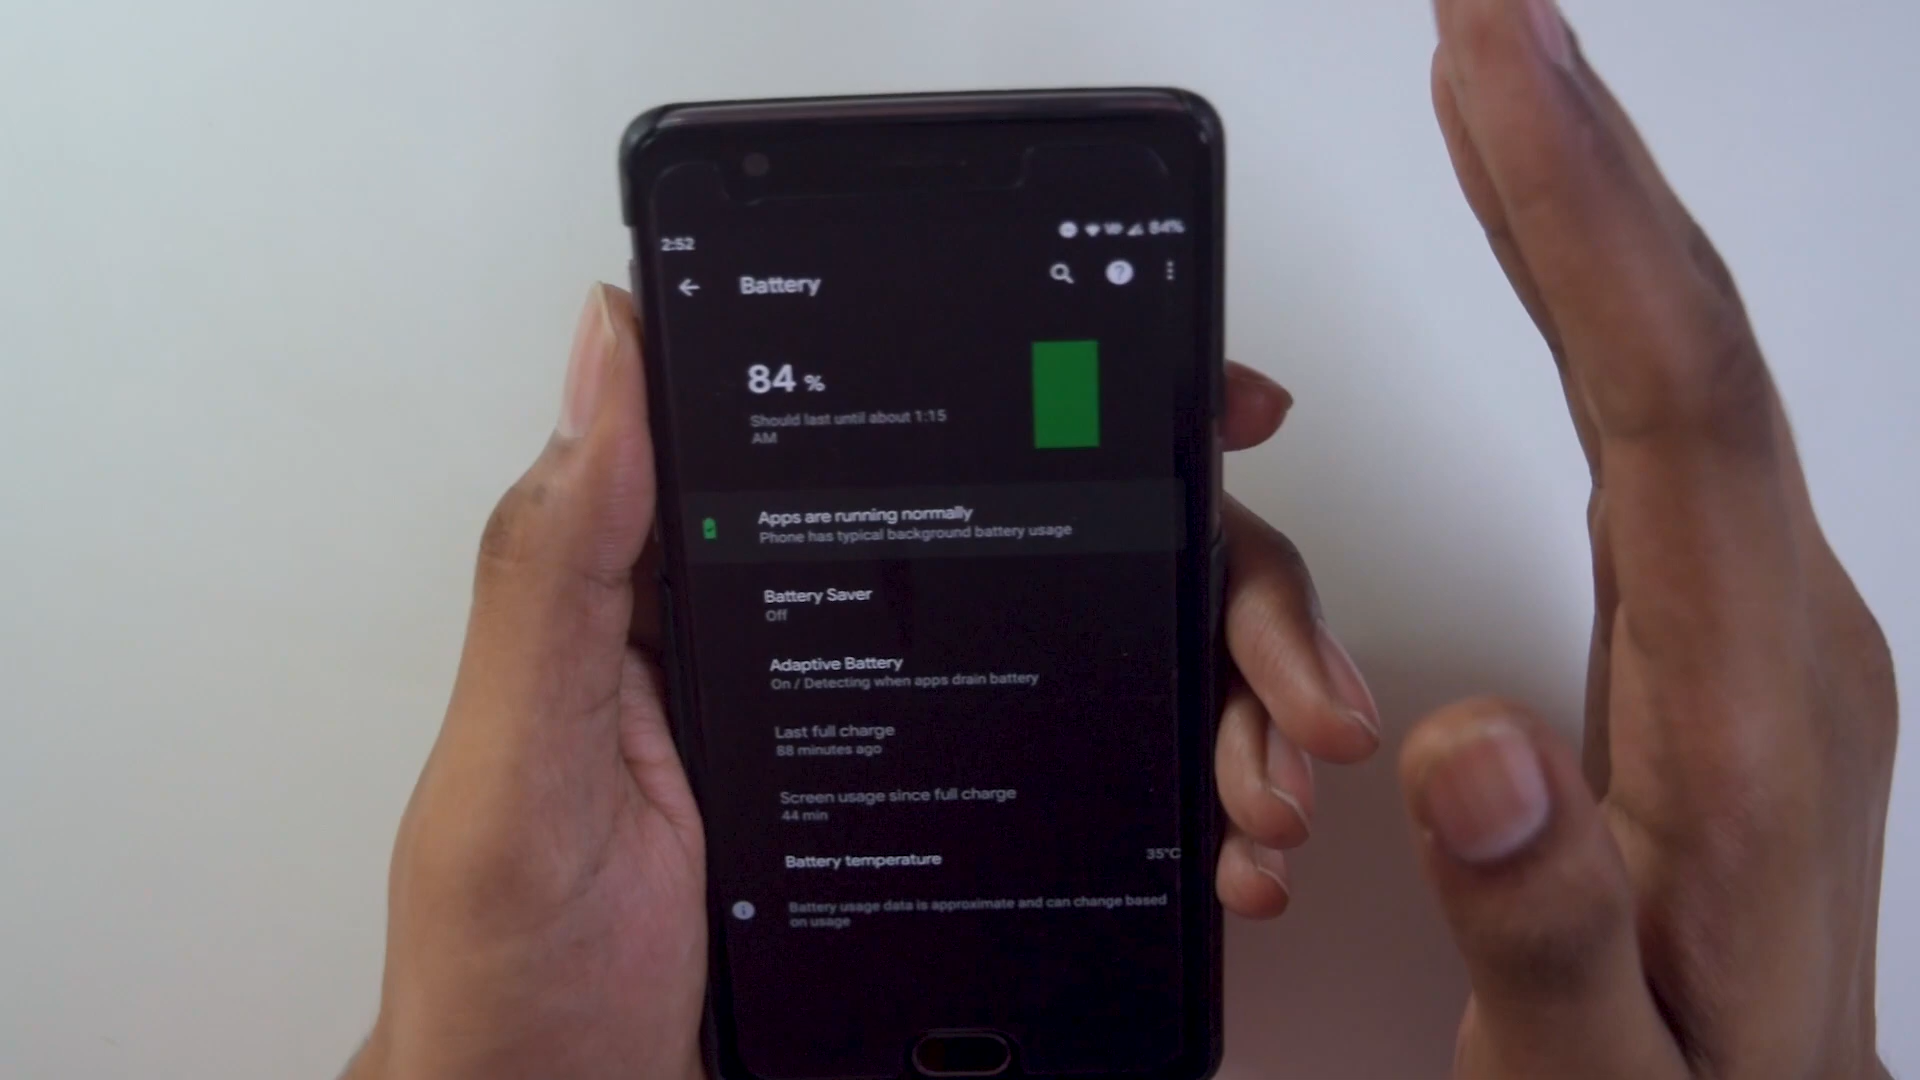 2:52
84%
Battery
84 %
Should last until about 1:15
AM
Apps are running normally
Phone has typical background battery usage
Battery Saver
Off
Adaptive Battery
On / Detecting when apps drain battery
Last full charge
88 minutes ago
Screen usage since full charge
44 min
Battery temperature
35°C
Battery usage data is approximate and can change based
on usage